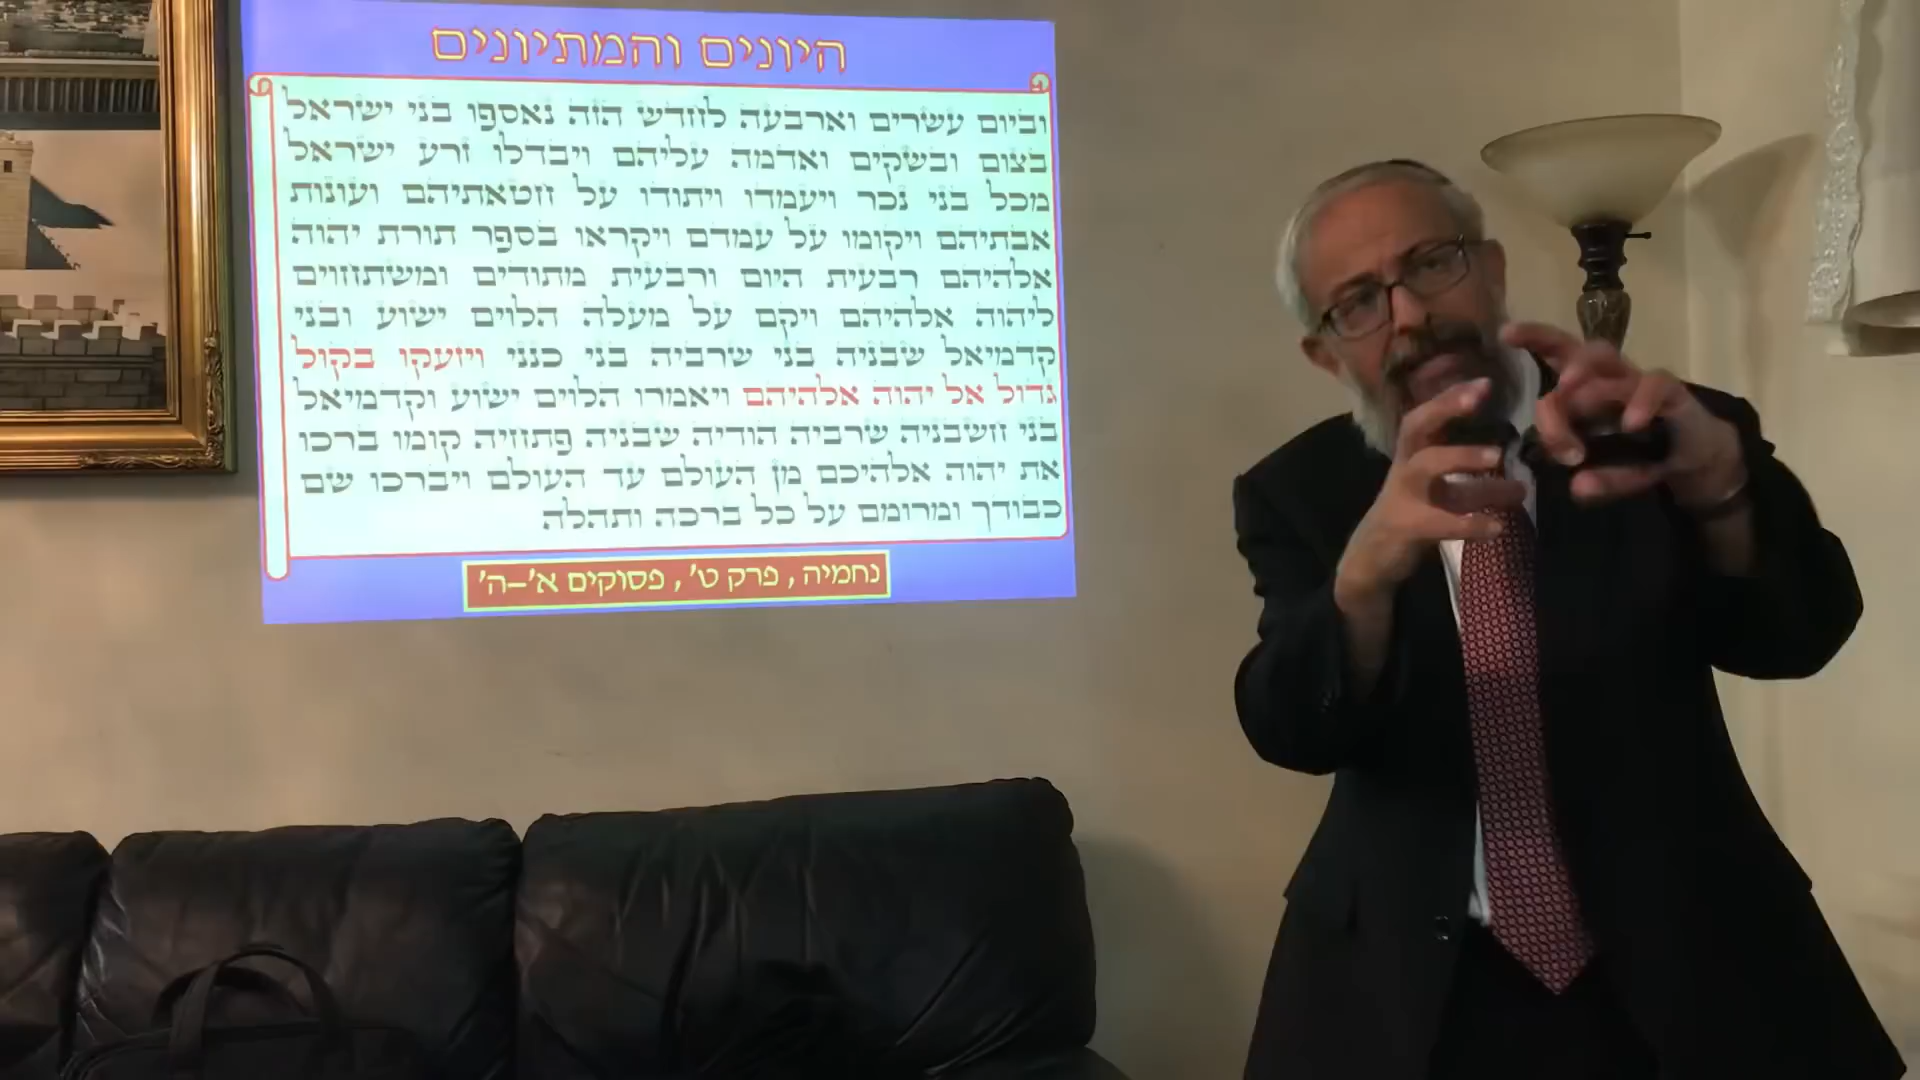 היונים והמתיונים
וביום עשרים וארבעה לחדש הזה נאספו בני ישראל
בצום ובשקים ואדמה עליהם ויבדלו זרע ישראל
מכל בני נכר ויעמדו ויתודו על חטאתיהם ועונות
אבתיהם ויקומו על עמדם ויקראו בספר תורת יהוה
אלהיהם רבעית היום ורבעית מתודים ומשתחוים
ליהוה אלהיהם ויקם על מעלה הלוים ישוע ובני
קדמיאל שבניה בני שרביה בני כנני ויזעקו בקול
גדול אל יהוה אלהיהם ויאמרו הלוים ישוע וקדמיאל
בני חשבניה שרביה הודיה שבניה פתחיה קומו ברכו
את יהוה אלהיכם מן העולם עד העולם ויברכו שם
כבודך ומרומם על כל ברכה ותהלה
נחמיה, פרק ט', פסוקים א'–ה'